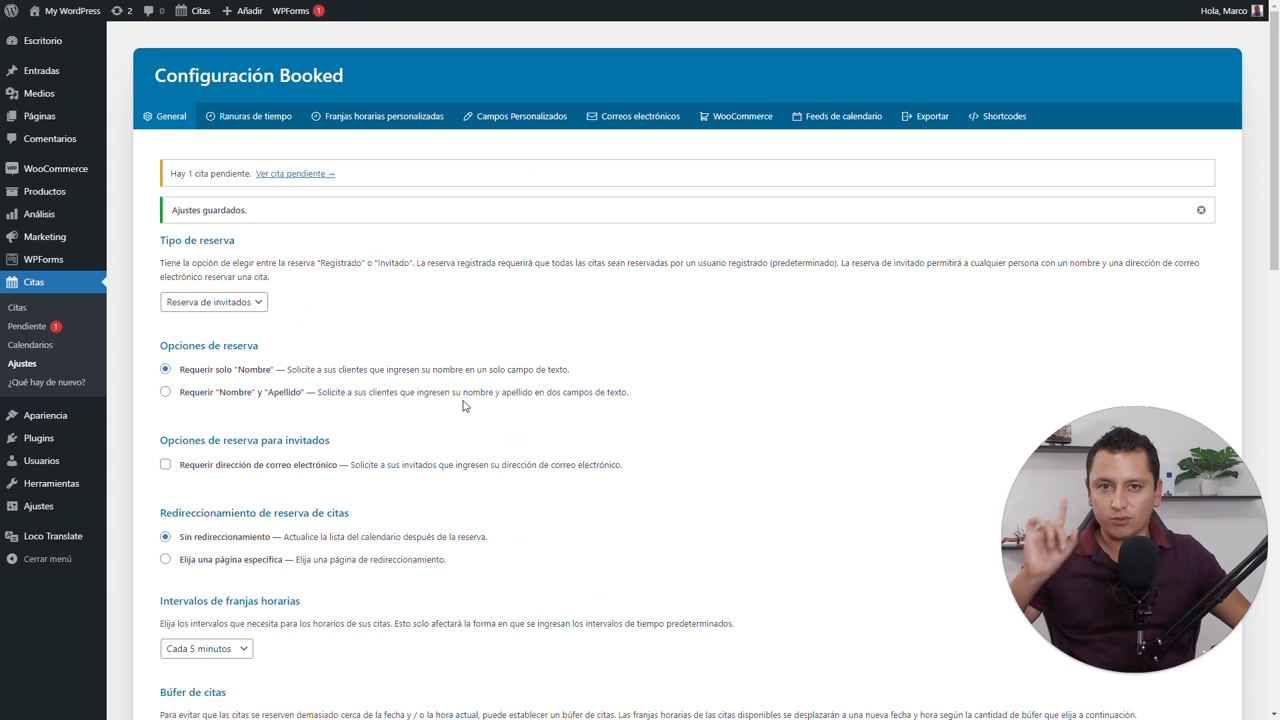 My WordPress 2 0 Citas Añadir WPForms 1 Hola, Marco
Escritorio
Entradas
Medios
Páginas
Comentarios
WooCommerce
Productos
Análisis
Marketing
WPForms
Citas
Citas
Pendiente 1
Calendarios
Ajustes
¿Qué hay de nuevo?
Apariencia
Plugins
Usuarios
Herramientas
Ajustes
Loco Translate
Cerrar menú
Configuración Booked
General Ranuras de tiempo Franjas horarias personalizadas Campos Personalizados Correos electrónicos WooCommerce Feeds de calendario Exportar Shortcodes
Hay 1 cita pendiente. Ver cita pendiente →
Ajustes guardados.
Tipo de reserva
Tiene la opción de elegir entre la reserva "Registrado" o "Invitado". La reserva registrada requerirá que todas las citas sean reservadas por un usuario registrado (predeterminado). La reserva de invitado permitirá a cualquier persona con un nombre y una dirección de correo
electrónico reservar una cita.
Reserva de invitados
Opciones de reserva
Requerir solo "Nombre" — Solicite a sus clientes que ingresen su nombre en un solo campo de texto.
Requerir "Nombre" y "Apellido" — Solicite a sus clientes que ingresen su nombre y apellido en dos campos de texto.
Opciones de reserva para invitados
Requerir dirección de correo electrónico — Solicite a sus invitados que ingresen su dirección de correo electrónico.
Redireccionamiento de reserva de citas
Sin redireccionamiento — Actualice la lista del calendario después de la reserva.
Elija una página específica — Elija una página de redireccionamiento.
Intervalos de franjas horarias
Elija los intervalos que necesita para los horarios de sus citas. Esto solo afectará la forma en que se ingresan los intervalos de tiempo predeterminados.
Cada 5 minutos
Búfer de citas
Para evitar que las citas se reserven demasiado cerca de la fecha y / o la hora actual, puede establecer un búfer de citas. Las franjas horarias de las citas disponibles se desplazarán a una nueva fecha y hora según la cantidad de búfer que elija a continuación.